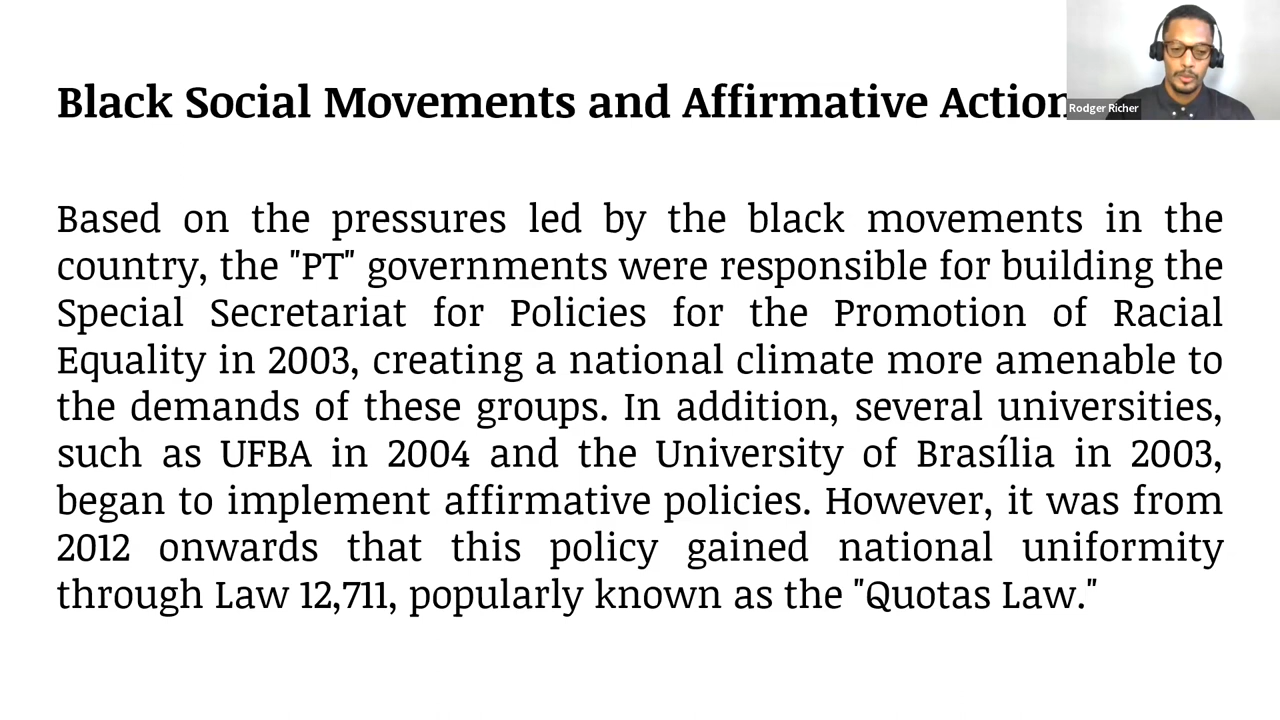 Black Social Movements and Affirmative Action
Rodger Richer
Based on the pressures led by the black movements in the
country, the "PT" governments were responsible for building the
Special Secretariat for Policies for the Promotion of Racial
Equality in 2003, creating a national climate more amenable to
the demands of these groups. In addition, several universities,
such as UFBA in 2004 and the University of Brasília in 2003,
began to implement affirmative policies. However, it was from
2012 onwards that this policy gained national uniformity
through Law 12,711, popularly known as the "Quotas Law."